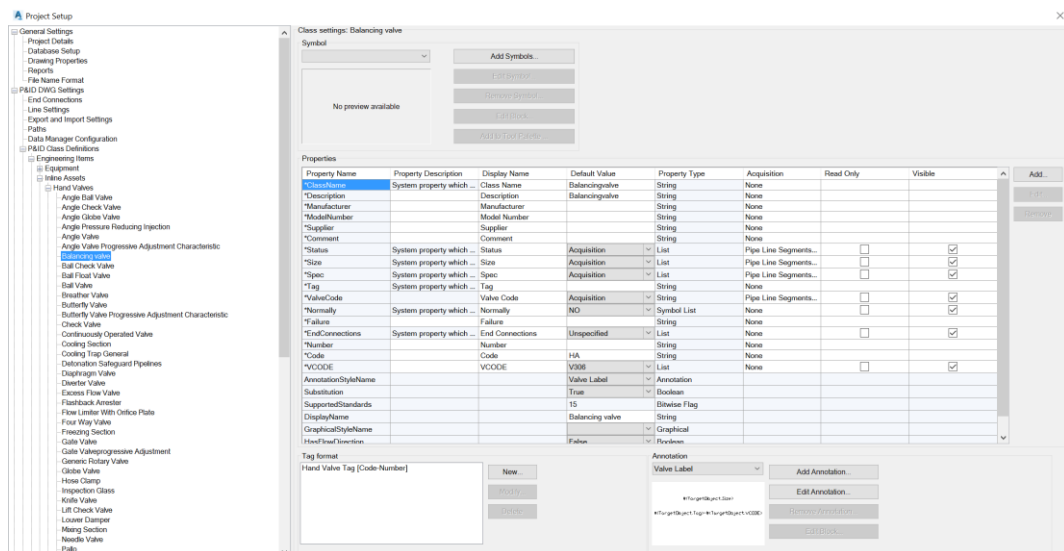 Project Setup
General Settings
Project Details
Database Setup
Drawing Properties
Reports
File Name Format
P&ID DWG Settings
End Connections
Line Settings
Export and Import Settings
Paths
Data Manager Configuration
P&ID Class Definitions
Engineering Items
Equipment
Inline Assets
Hand Valves
Angle Ball Valve
Angle Check Valve
Angle Globe Valve
Angle Pressure Reducing Injection
Angle Valve
Angle Valve Progressive Adjustment Characteristic
Balancing valve
Ball Check Valve
Ball Float Valve
Ball Valve
Breather Valve
Butterfly Valve
Butterfly Valve Progressive Adjustment Characteristic
Check Valve
Continuously Operated Valve
Cooling Section
Cooling Trap General
Detonation Safeguard Pipelines
Diaphragm Valve
Diverter Valve
Excess Flow Valve
Flashback Arrester
Flow Limiter With Orifice Plate
Four Way Valve
Freezing Section
Gate Valve
Gate Valveprogressive Adjustment
Generic Rotary Valve
Globe Valve
Hose Clamp
Inspection Glass
Knife Valve
Lift Check Valve
Louver Damper
Mixing Section
Needle Valve
Pallo
Class settings: Balancing valve
Symbol
No preview available
Add Symbols...
Edit Symbol...
Remove Symbol...
Edit Block...
Add to Tool Palette...
Properties
Property Name Property Description Display Name Default Value Property Type Acquisition Read Only Visible
*ClassName System property which ... Class Name Balancingvalve String None
*Description Description Balancingvalve String None
*Manufacturer Manufacturer String None
*ModelNumber Model Number String None
*Supplier Supplier String None
*Comment Comment String None
*Status System property which ... Status Acquisition List Pipe Line Segments...
*Size System property which ... Size Acquisition List Pipe Line Segments...
*Spec System property which ... Spec Acquisition List Pipe Line Segments...
*Tag System property which ... Tag String None
*ValveCode Valve Code Acquisition String Pipe Line Segments...
*Normally System property which ... Normally NO Symbol List None
*Failure Failure String None
*EndConnections System property which ... End Connections Unspecified List None
*Number Number String None
*Code Code HA String None
*VCODE VCODE V306 List None
AnnotationStyleName Valve Label Annotation
Substitution True Boolean
SupportedStandards 15 Bitwise Flag
DisplayName Balancing valve String
GraphicalStyleName Graphical
HasFlowDirection False Boolean
Add...
Edit...
Remove
Tag format
Hand Valve Tag [Code-Number]
New...
Modify...
Delete
Annotation
Valve Label
#(TargetObject.Size)
#(TargetObject.Tag)-#(TargetObject.VCODE)
Add Annotation...
Edit Annotation...
Remove Annotation
Edit Block...